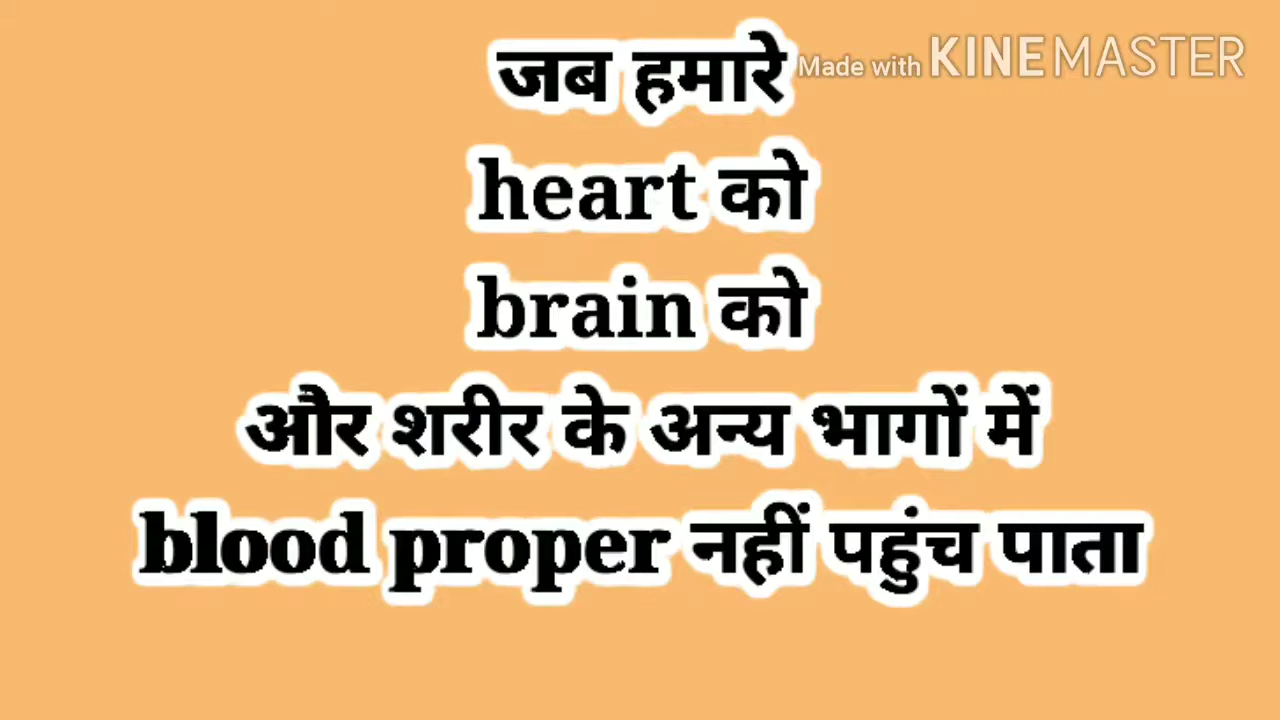 जब हमारे
Made with KINEMASTER
heart को
brain को
और शरीर के अन्य भागों में
blood proper नहीं पहुंच पाता